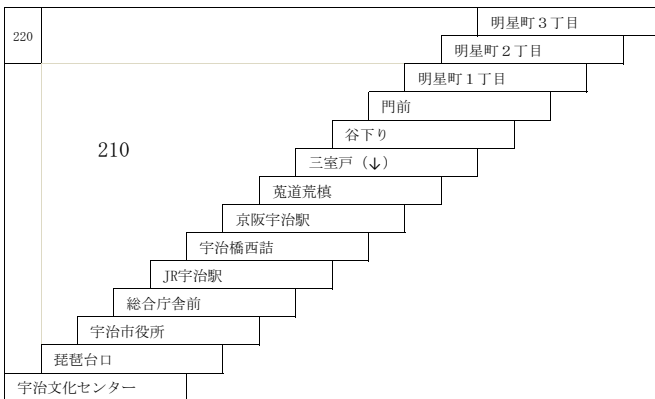 明星町３丁目
220
明星町２丁目
明星町１丁目
門前
谷下り
210
三室戸（↓）
菟道荒槙
京阪宇治駅
宇治橋西詰
JR宇治駅
総合庁舎前
宇治市役所
琵琶台口
宇治文化センター